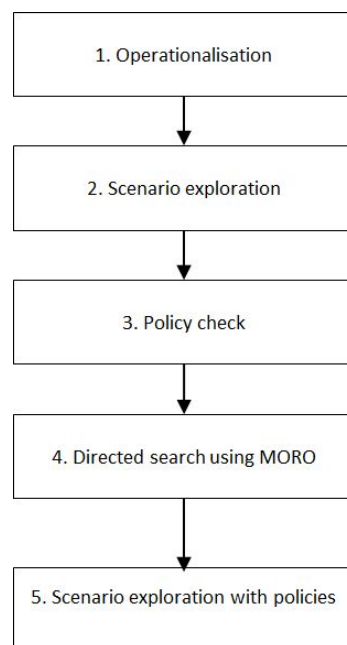 1. Operationalisation
2. Scenario exploration
3. Policy check
4. Directed search using MORO
5. Scenario exploration with policies